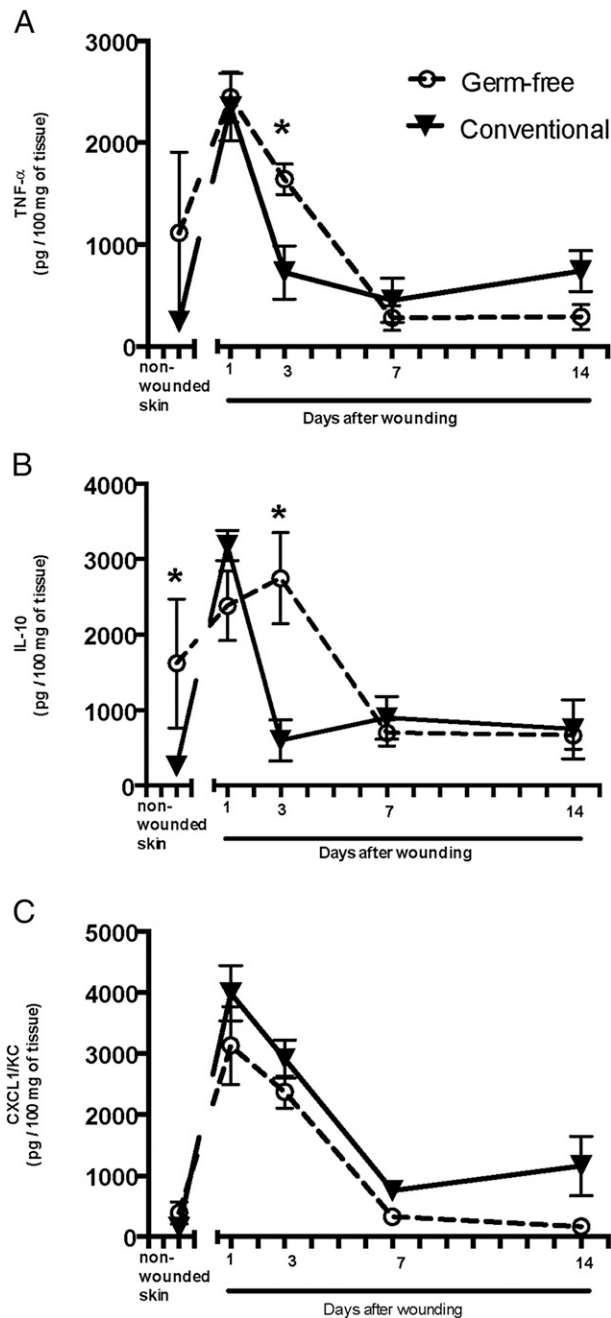 A
TNF-α
(pg / 100 mg of tissue)
3000
2000
1000
0
*
Germ-free
Conventional
non-
wounded
skin
1 3 7 14
Days after wounding
B
IL-10
(pg / 100 mg of tissue)
4000
3000
2000
1000
0
*
*
non-
wounded
skin
1 3 7 14
Days after wounding
C
CXCL1/KC
(pg / 100 mg of tissue)
5000
4000
3000
2000
1000
0
non-
wounded
skin
1 3 7 14
Days after wounding